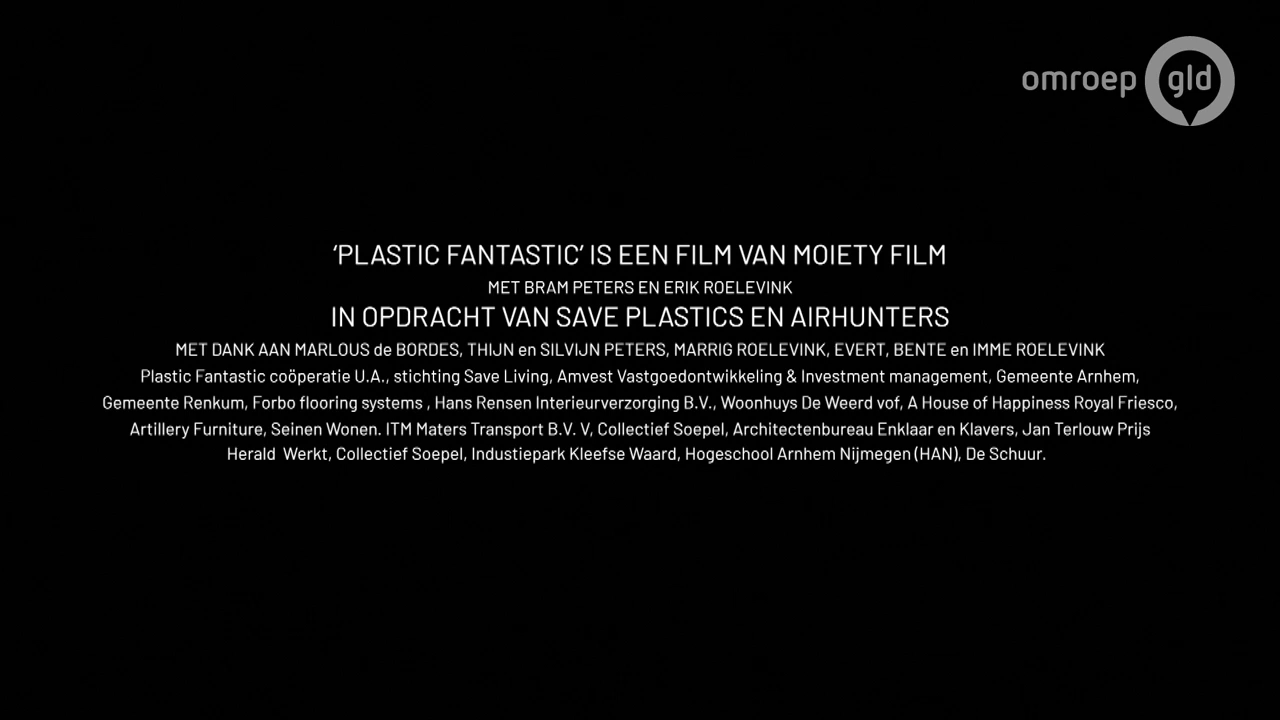 omroep gld
‘PLASTIC FANTASTIC’ IS EEN FILM VAN MOIETY FILM
MET BRAM PETERS EN ERIK ROELEVINK
IN OPDRACHT VAN SAVE PLASTICS EN AIRHUNTERS
MET DANK AAN MARLOUS de BORDES, THIJN en SILVIJN PETERS, MARRIG ROELEVINK, EVERT, BENTE en IMME ROELEVINK
Plastic Fantastic coöperatie U.A., stichting Save Living, Amvest Vastgoedontwikkeling & Investment management, Gemeente Arnhem,
Gemeente Renkum, Forbo flooring systems , Hans Rensen Interieurverzorging B.V., Woonhuys De Weerd vof, A House of Happiness Royal Friesco,
Artillery Furniture, Seinen Wonen. ITM Maters Transport B.V. V, Collectief Soepel, Architectenbureau Enklaar en Klavers, Jan Terlouw Prijs
Herald  Werkt, Collectief Soepel, Industiepark Kleefse Waard, Hogeschool Arnhem Nijmegen (HAN), De Schuur.